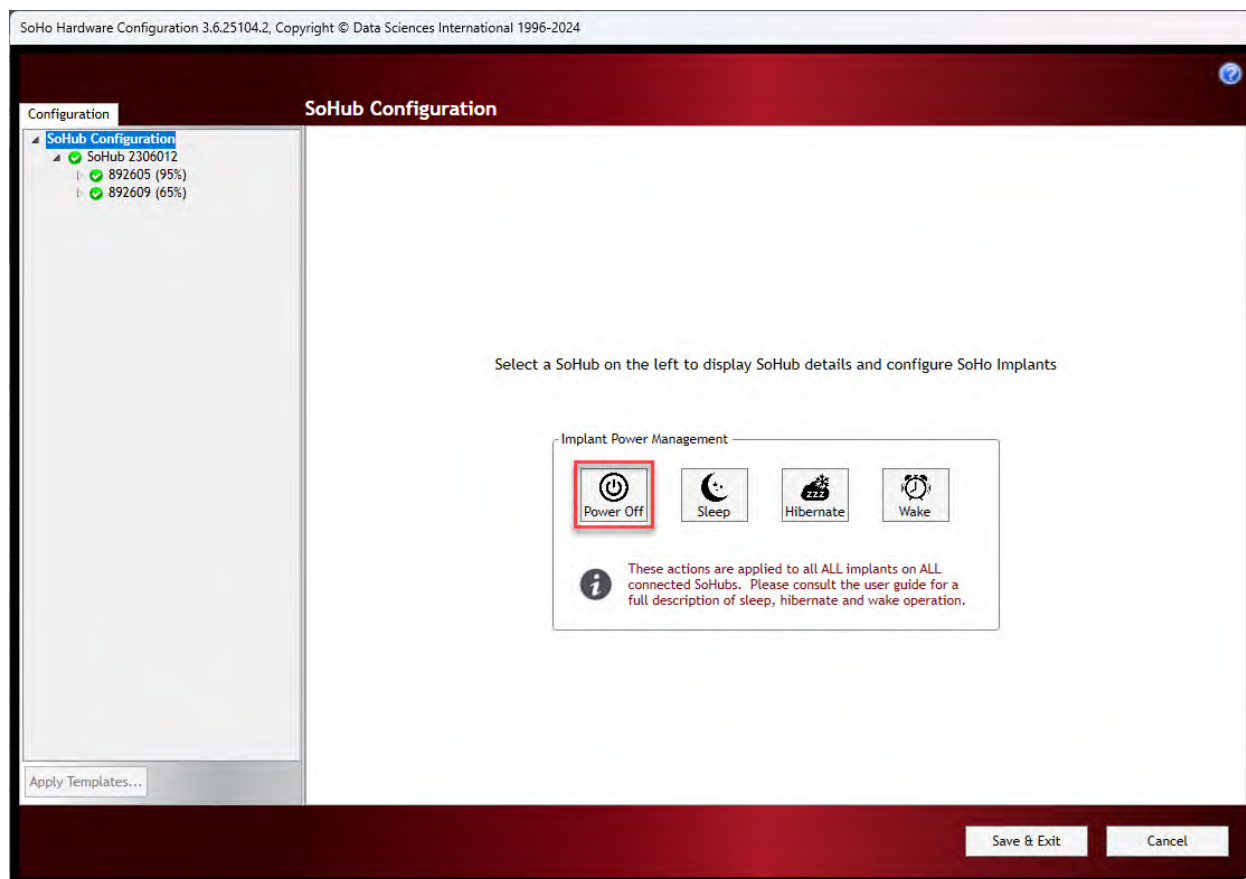 SoHo Hardware Configuration 3.6.25104.2, Copyright © Data Sciences International 1996-2024
?
Configuration
SoHub Configuration
SoHub Configuration
SoHub 2306012
892605 (95%)
892609 (65%)
Select a SoHub on the left to display SoHub details and configure SoHo Implants
Implant Power Management
zzz
Power Off
Sleep
Hibernate
Wake
i
These actions are applied to all ALL implants on ALL
connected SoHubs. Please consult the user guide for a
full description of sleep, hibernate and wake operation.
Apply Templates...
Save & Exit
Cancel